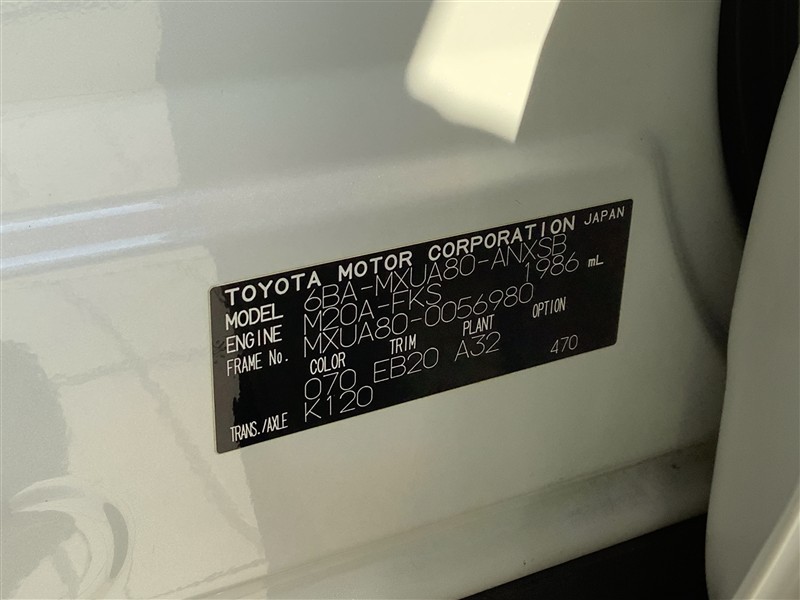 TOYOTA MOTOR CORPORATION JAPAN
MODEL 6BA-MXUA80-ANXSB
ENGINE M20A-FKS 1986 mL
FRAME No. MXUA80-0056980
COLOR TRIM PLANT OPTION
070 EB20 A32 470
TRANS./AXLE K120